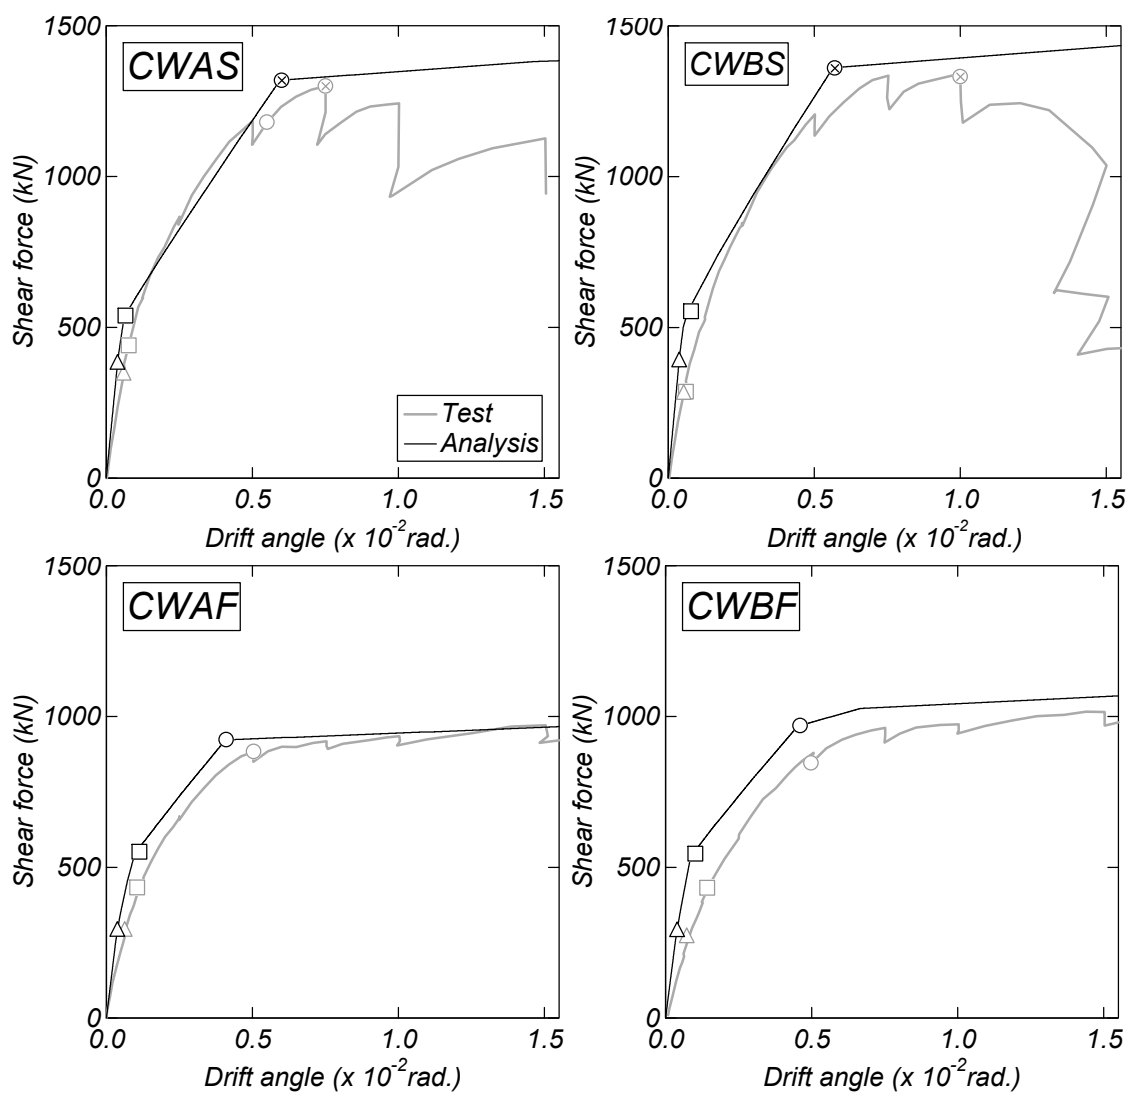 1500
CWAS
1000
500
0
Shear force (kN)
Test
Analysis
0.0 0.5 1.0 1.5
Drift angle (x 10-2rad.)
1500
CWBS
1000
500
0
Shear force (kN)
0.0 0.5 1.0 1.5
Drift angle (x 10-2rad.)
1500
CWAF
1000
500
0
Shear force (kN)
0.0 0.5 1.0 1.5
Drift angle (x 10-2rad.)
1500
CWBF
1000
500
0
Shear force (kN)
0.0 0.5 1.0 1.5
Drift angle (x 10-2rad.)